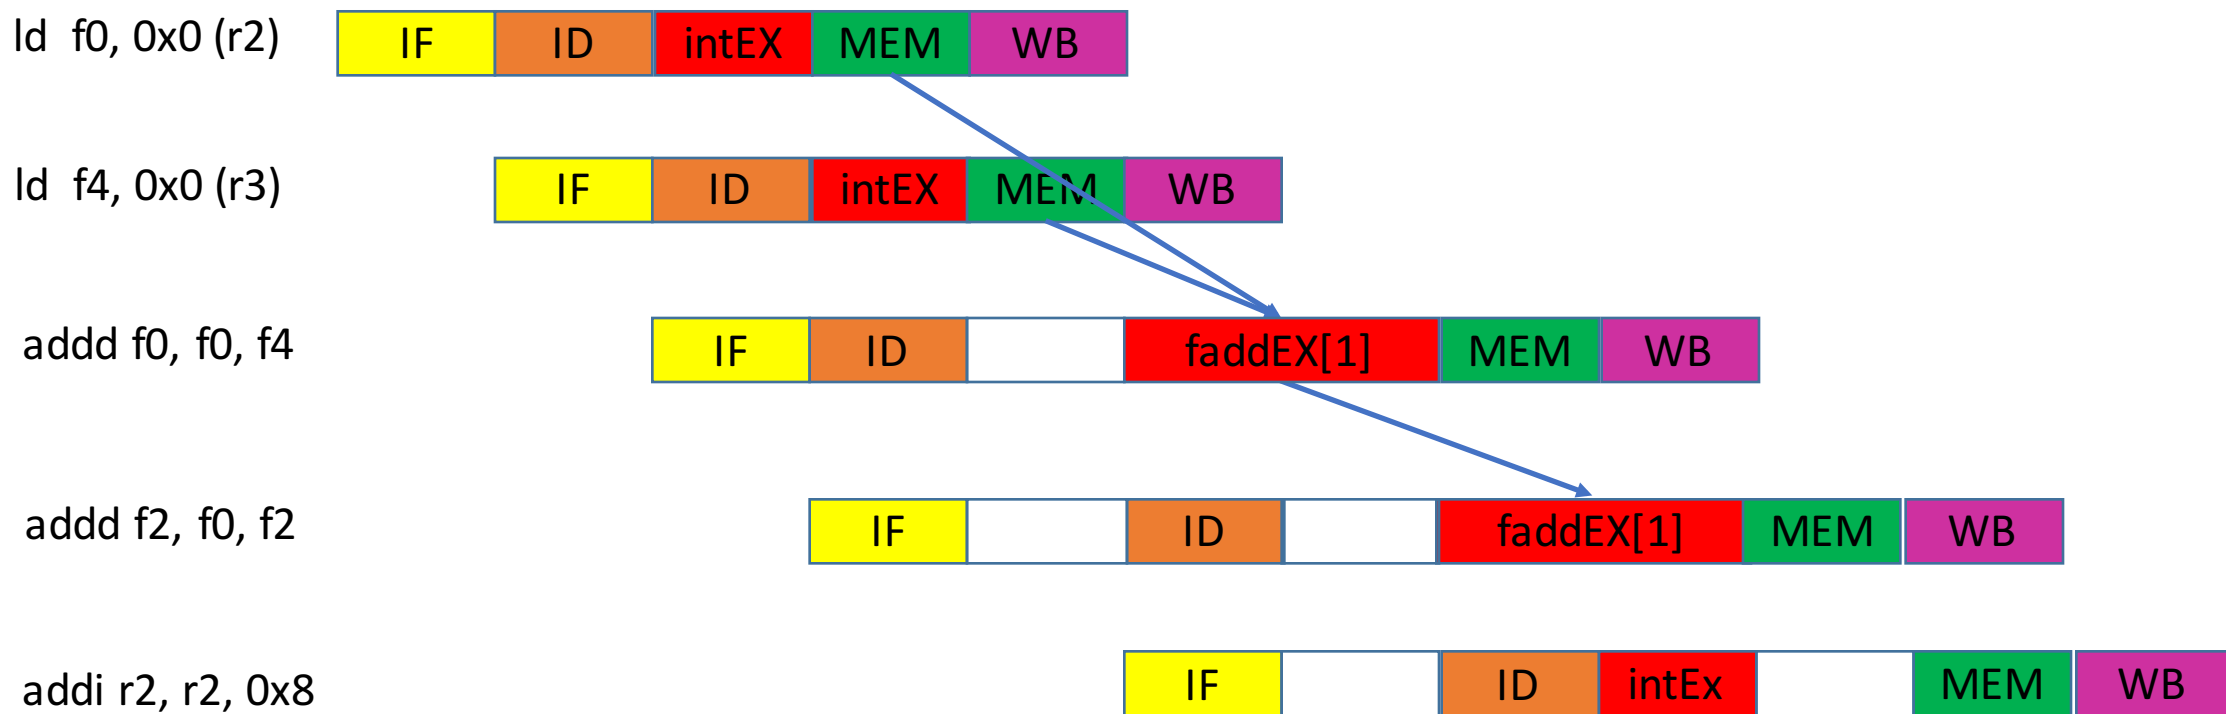 ld f0, 0x0 (r2) IF ID intEX MEM WB
ld f4, 0x0 (r3) IF ID intEX MEM WB
addd f0, f0, f4 IF ID faddEX[1] MEM WB
addd f2, f0, f2 IF ID faddEX[1] MEM WB
addi r2, r2, 0x8 IF ID intEx MEM WB